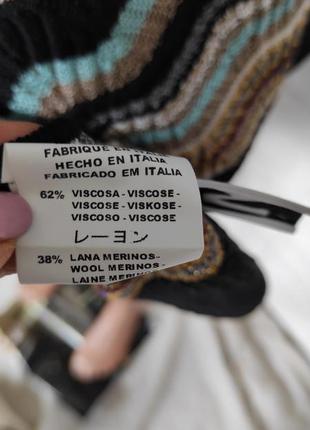 FABRIQUE EN ITALIE
HECHO EN ITALIA
FABRICADO EM ITALIA
62% VISCOSA - VISCOSE -
VISCOSE - VISKOSE -
VISCOSO - VISCOSE
レーヨン
38% LANA MERINOS-
WOOL MERINOS-
LAINE MERINOS